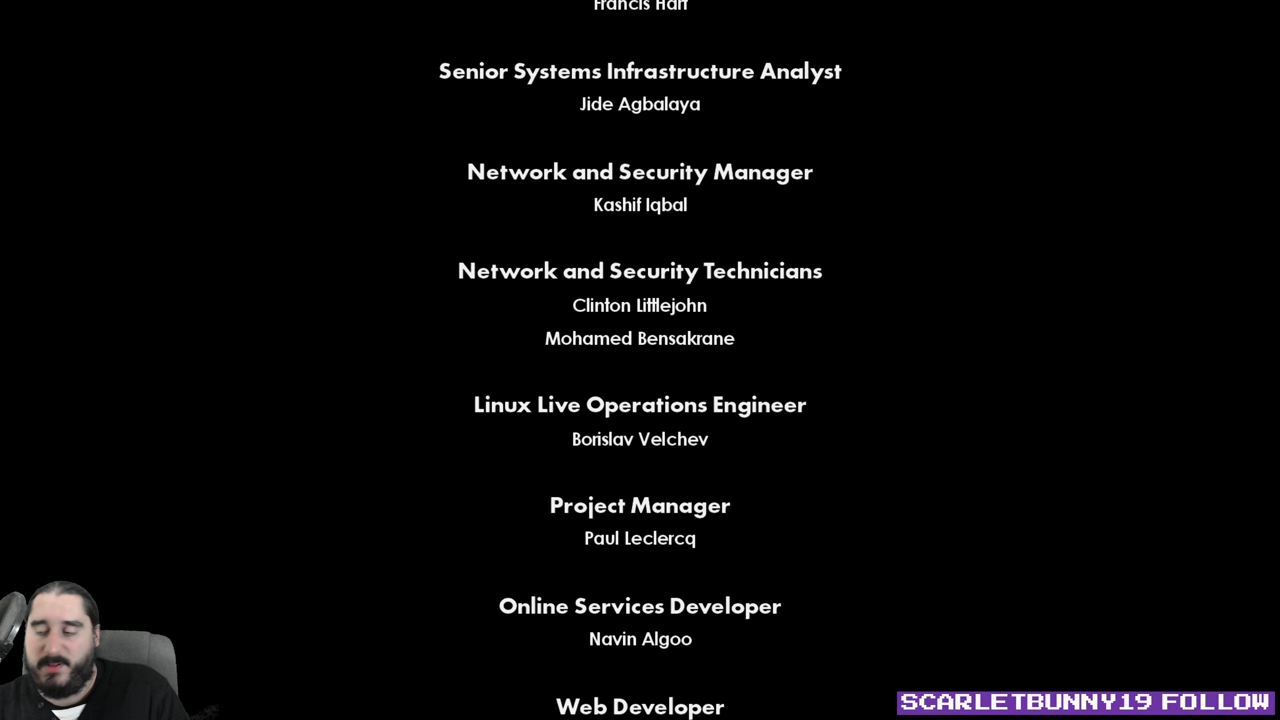 Francis Hart
Senior Systems Infrastructure Analyst
Jide Agbalaya
Network and Security Manager
Kashif Iqbal
Network and Security Technicians
Clinton Littlejohn
Mohamed Bensakrane
Linux Live Operations Engineer
Borislav Velchev
Project Manager
Paul Leclercq
Online Services Developer
Navin Algoo
Web Developer
SCARLETBUNNY19 FOLLOW